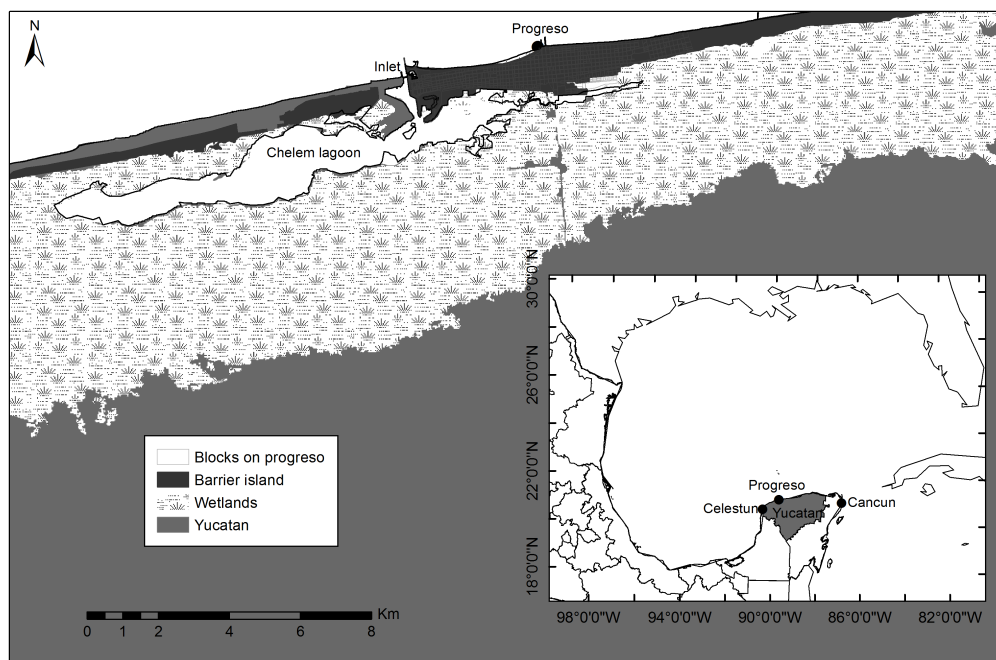 N
Progreso
Inlet
Chelem lagoon
Blocks on progreso
Barrier island
Wetlands
Yucatan
Km
0 1 2 4 6 8
30°0'0"N
26°0'0"N
22°0'0"N
18°0'0"N
Progreso
Celestun
Yucatan
Cancun
98°0'0"W 94°0'0"W 90°0'0"W 86°0'0"W 82°0'0"W